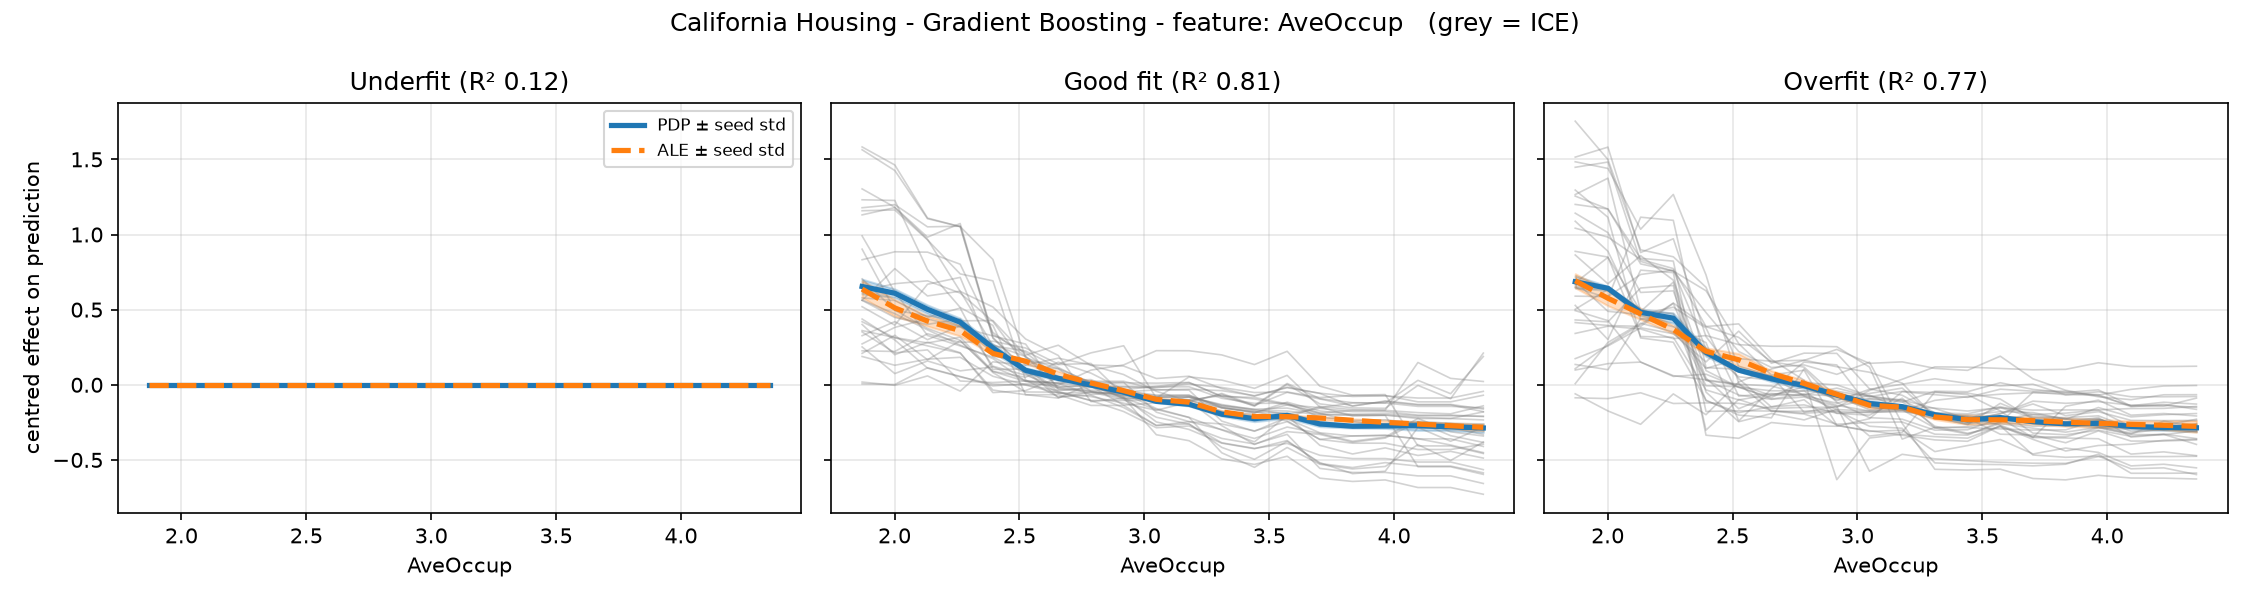 California Housing - Gradient Boosting - feature: AveOccup (grey = ICE)
Underfit (R² 0.12)
Good fit (R² 0.81)
Overfit (R² 0.77)
PDP ± seed std
ALE ± seed std
centred effect on prediction
1.5
1.0
0.5
0.0
−0.5
2.0 2.5 3.0 3.5 4.0
2.0 2.5 3.0 3.5 4.0
2.0 2.5 3.0 3.5 4.0
AveOccup
AveOccup
AveOccup